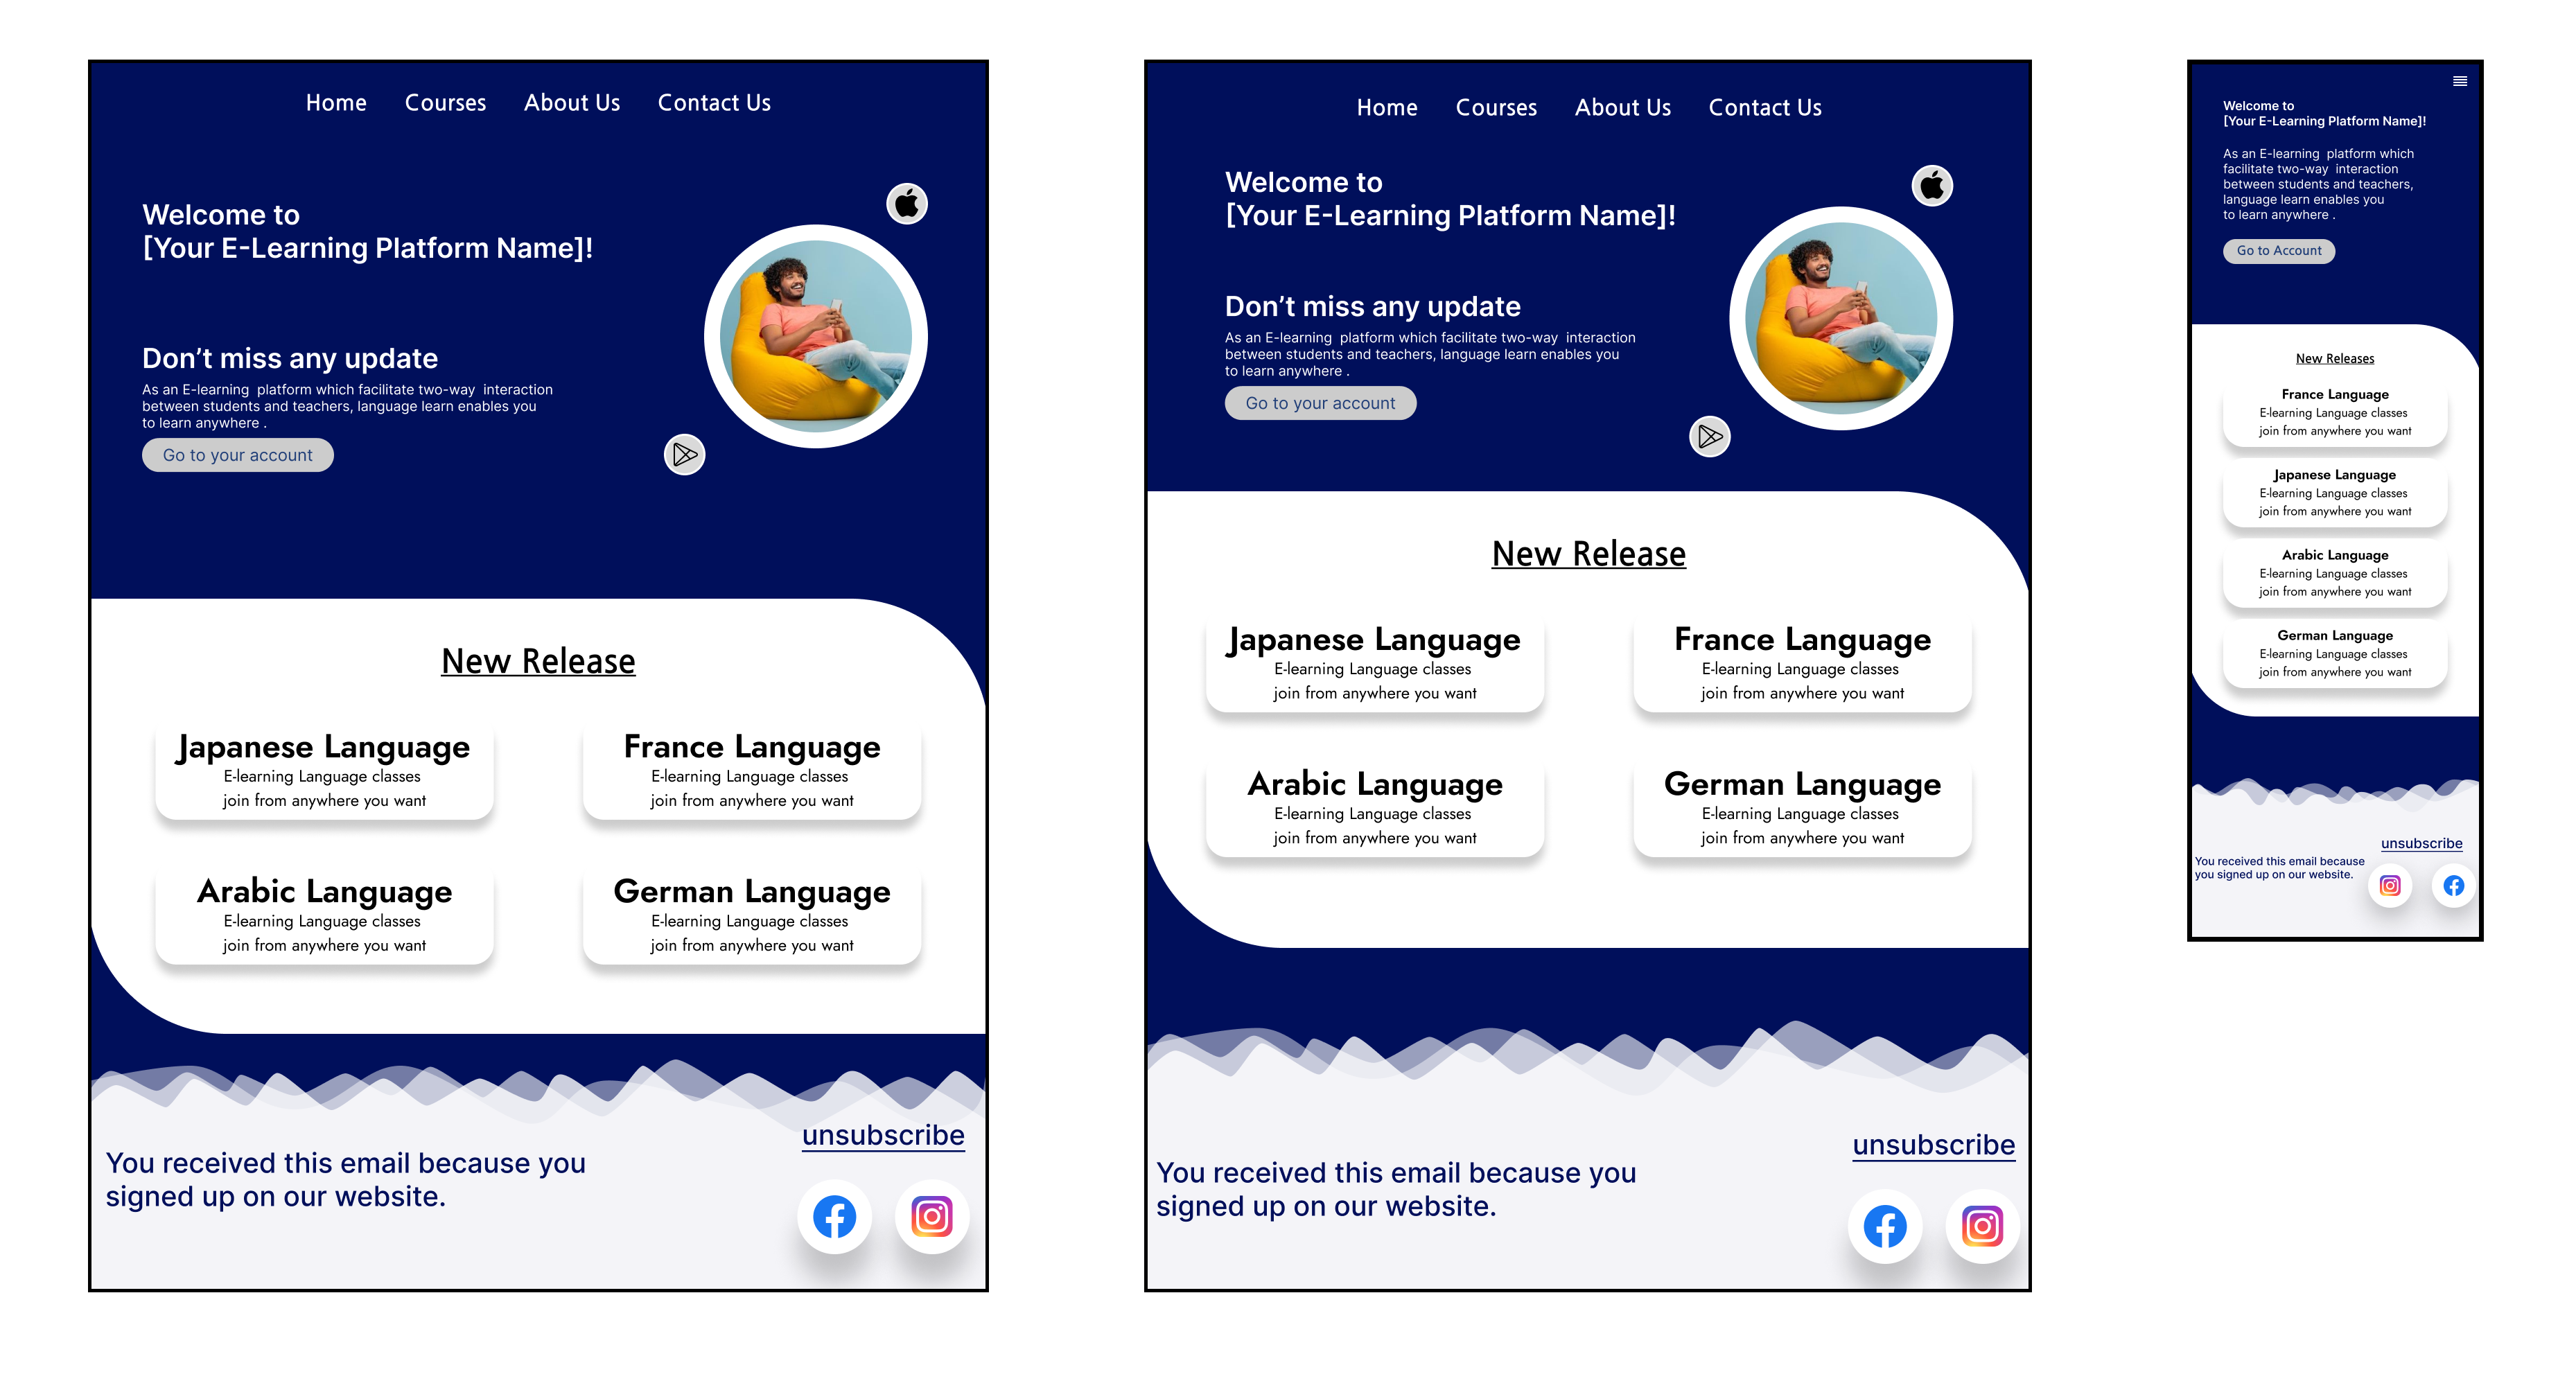 Home Courses About Us Contact Us
Welcome to
[Your E-Learning Platform Name]!
Don’t miss any update
As an E-learning  platform which facilitate two-way  interaction
between students and teachers, language learn enables you
to learn anywhere .
Go to your account
New Release
Japanese Language
E-learning Language classes
join from anywhere you want
France Language
E-learning Language classes
join from anywhere you want
Arabic Language
E-learning Language classes
join from anywhere you want
German Language
E-learning Language classes
join from anywhere you want
unsubscribe
You received this email because you
signed up on our website.
Home Courses About Us Contact Us
Welcome to
[Your E-Learning Platform Name]!
Don’t miss any update
As an E-learning  platform which facilitate two-way  interaction
between students and teachers, language learn enables you
to learn anywhere .
Go to your account
New Release
Japanese Language
E-learning Language classes
join from anywhere you want
France Language
E-learning Language classes
join from anywhere you want
Arabic Language
E-learning Language classes
join from anywhere you want
German Language
E-learning Language classes
join from anywhere you want
unsubscribe
You received this email because you
signed up on our website.
Welcome to
[Your E-Learning Platform Name]!
As an E-learning  platform which
facilitate two-way  interaction
between students and teachers,
language learn enables you
to learn anywhere .
Go to Account
New Releases
France Language
E-learning Language classes
join from anywhere you want
Japanese Language
E-learning Language classes
join from anywhere you want
Arabic Language
E-learning Language classes
join from anywhere you want
German Language
E-learning Language classes
join from anywhere you want
unsubscribe
You received this email because
you signed up on our website.